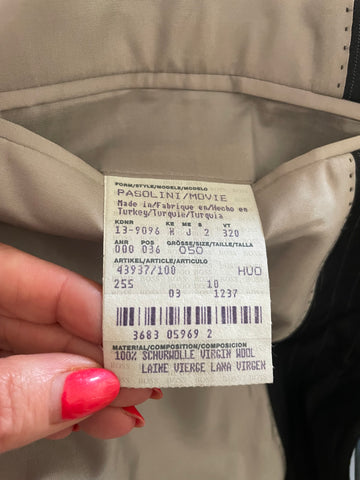 FORM/STYLE/MODELE/MODELO
PASOLINI/MOVIE
Made in/Fabrique en/Hecho en
Turkey/Turquie/Turquia
KDNR KE ME B VT
13-9096 H J 2 320
ANR POS GRÖSSE/SIZE/TAILLE/TALLA
000 036 050
ARTIKEL/ARTICLE/ARTICULO
43937/100 HUO
255 10
03 1237
3683 05969 2
MATERIAL/COMPOSITION/COMPOSICION
100% SCHURWOLLE VIRGIN WOOL
LAINE VIERGE LANA VIRGEN